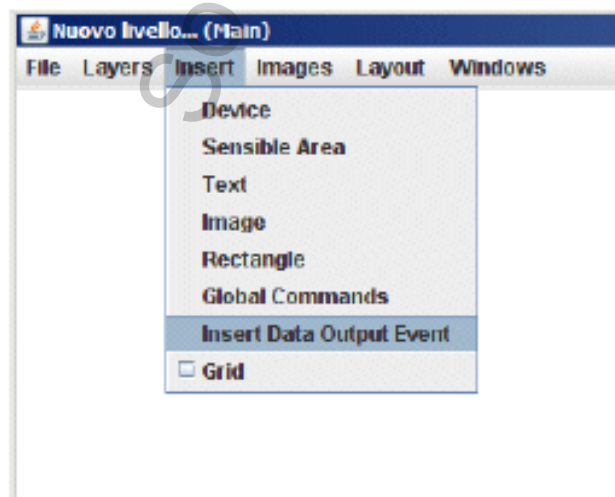 Nuovo livello... (Main)
File Layers Insert Images Layout Windows
Device
Sensible Area
Text
Image
Rectangle
Global Commands
Insert Data Output Event
Grid